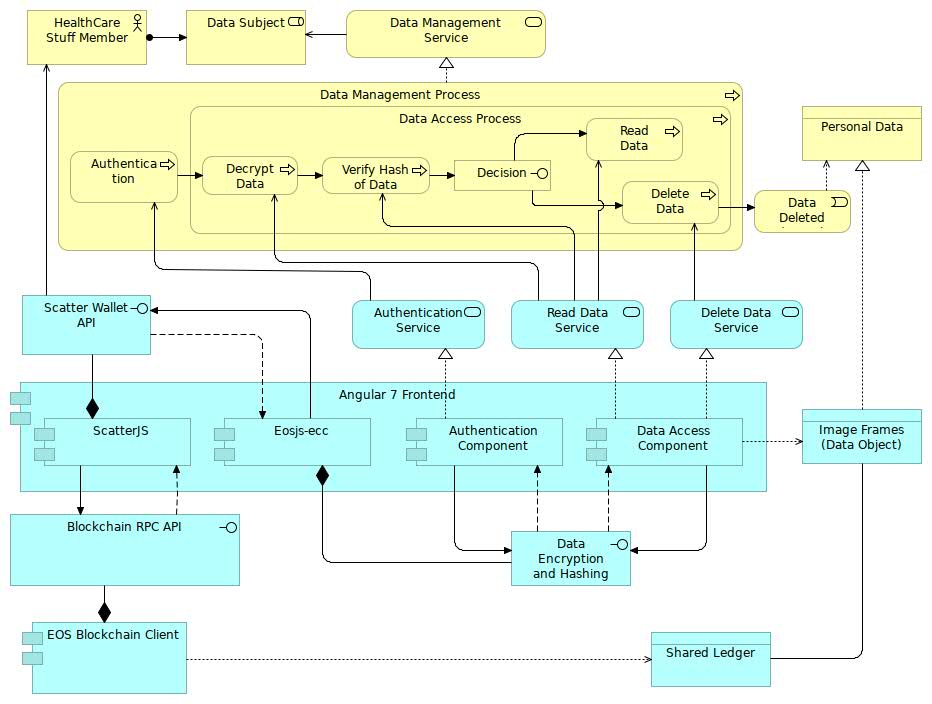 HealthCare
Stuff Member
Data Subject
Data Management
Service
Data Management Process
Data Access Process
Personal Data
Authentica
tion
Decrypt
Data
Verify Hash
of Data
Decision
Read
Data
Delete
Data
Data
Deleted
Scatter Wallet
API
Authentication
Service
Read Data
Service
Delete Data
Service
Angular 7 Frontend
ScatterJS
Eosjs-ecc
Authentication
Component
Data Access
Component
Image Frames
(Data Object)
Blockchain RPC API
Data
Encryption
and Hashing
EOS Blockchain Client
Shared Ledger